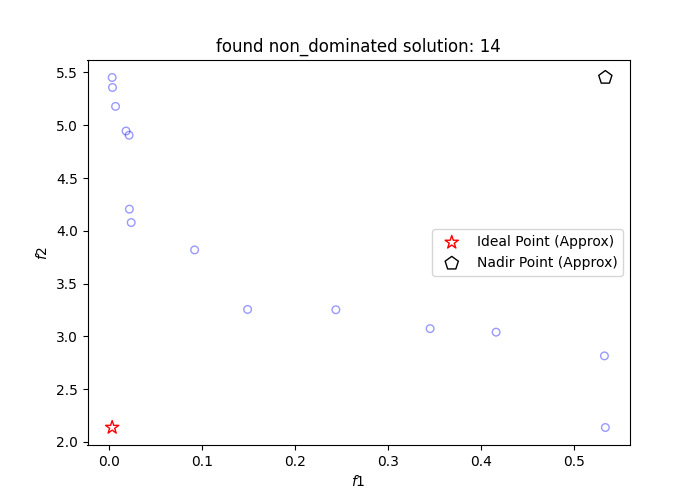 found non_dominated solution: 14
5.5
5.0
4.5
4.0
3.5
3.0
2.5
2.0
f2
Ideal Point (Approx)
Nadir Point (Approx)
0.0 0.1 0.2 0.3 0.4 0.5
f1